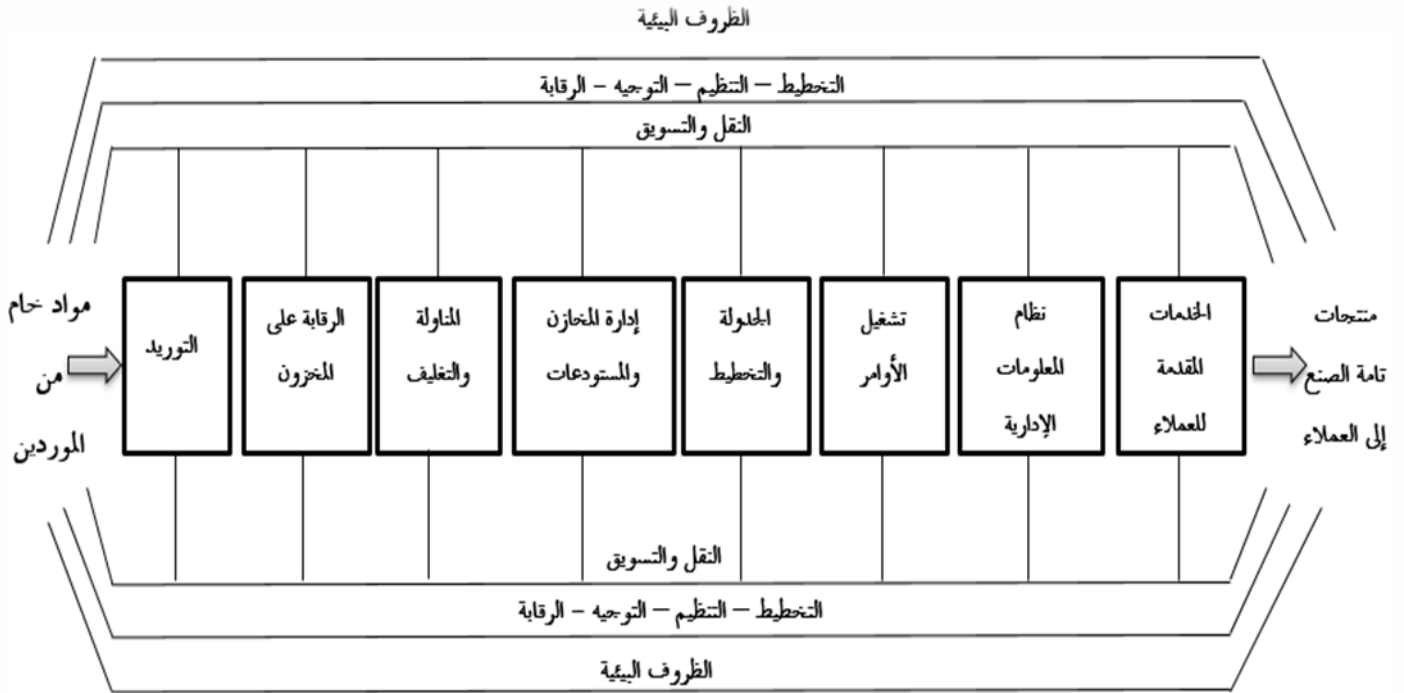 الظروف البيئية
التخطيط – التنظيم – التوجيه – الرقابة
النقل والتسويق
مواد خام
من
الموردين
التوريد
الرقابة على
المخزون
المناولة
والتغليف
إدارة المخازن
والمستودعات
الجدولة
والتخطيط
تشغيل
الأوامر
نظام
المعلومات
الإدارية
الخدمات
المقدمة
للعملاء
منتجات
تامة الصنع
إلى العملاء
النقل والتسويق
التخطيط – التنظيم – التوجيه – الرقابة
الظروف البيئية